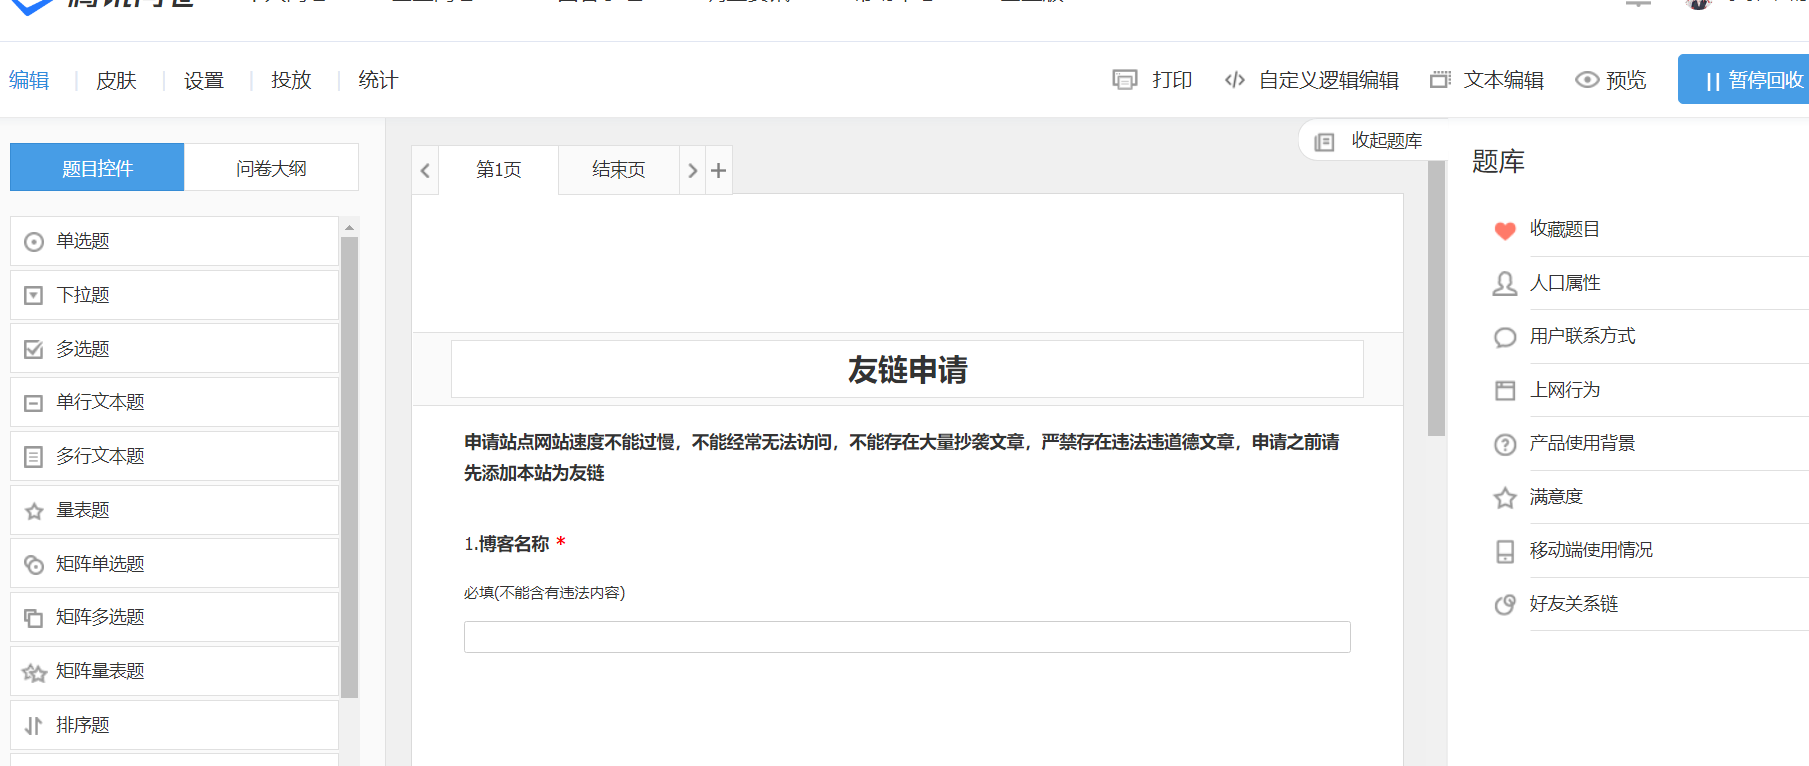 编辑
皮肤
设置
投放
统计
打印
自定义逻辑编辑
文本编辑
预览
暂停回收
题目控件
问卷大纲
单选题
下拉题
多选题
单行文本题
多行文本题
量表题
矩阵单选题
矩阵多选题
矩阵量表题
排序题
第1页
结束页
友链申请
申请站点网站速度不能过慢，不能经常无法访问，不能存在大量抄袭文章，严禁存在违法违道德文章，申请之前请
先添加本站为友链
1.博客名称 *
必填(不能含有违法内容)
收起题库
题库
收藏题目
人口属性
用户联系方式
上网行为
产品使用背景
满意度
移动端使用情况
好友关系链